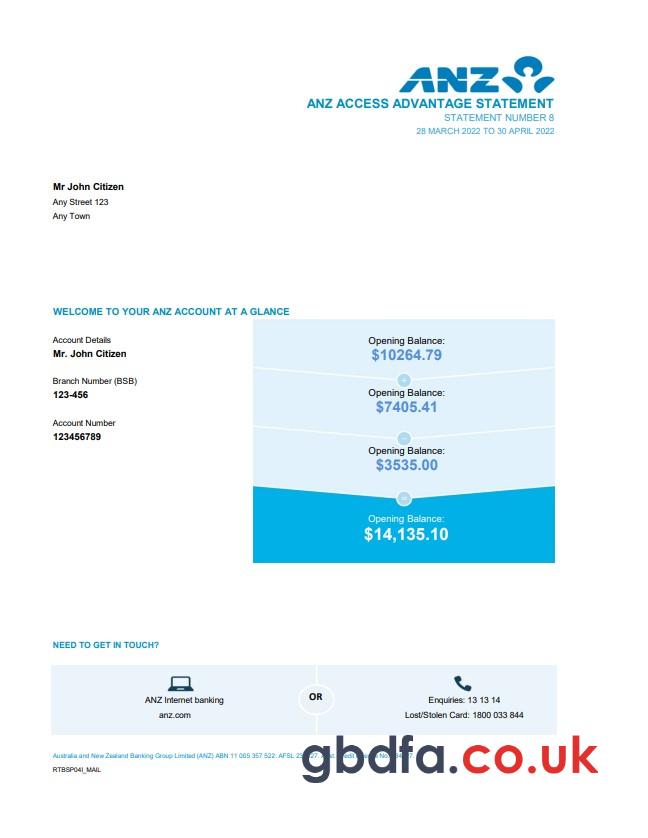 ANZ
ANZ ACCESS ADVANTAGE STATEMENT
STATEMENT NUMBER 8
28 MARCH 2022 TO 30 APRIL 2022
Mr John Citizen
Any Street 123
Any Town
WELCOME TO YOUR ANZ ACCOUNT AT A GLANCE
Account Details
Mr. John Citizen
Branch Number (BSB)
123-456
Account Number
123456789
Opening Balance:
$10264.79
+
Opening Balance:
$7405.41
Opening Balance:
$3535.00
Opening Balance:
$14,135.10
NEED TO GET IN TOUCH?
ANZ Internet banking
anz.com
OR
Enquiries: 13 13 14
Lost/Stolen Card: 1800 033 844
Australia and New Zealand Banking Group Limited (ANZ) ABN 11 005 357 522. AFSL
RTBSP04I_MAIL
gbdfa.co.uk